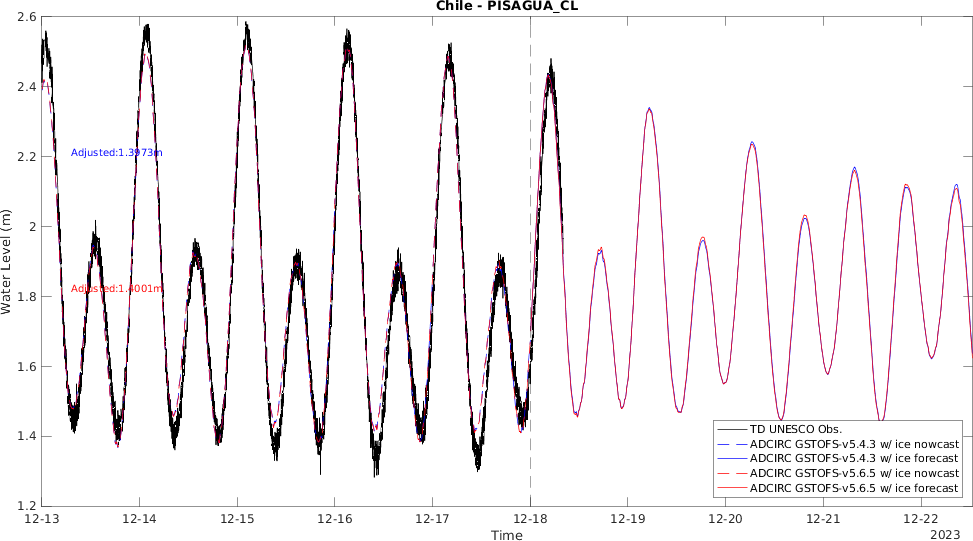 Chile - PISAGUA_CL
2.6
2.4
2.2
2
1.8
1.6
1.4
1.2
Water Level (m)
Adjusted:1.3973m
Adjusted:1.4001m
TD UNESCO Obs.
ADCIRC GSTOFS-v5.4.3 w/ ice nowcast
ADCIRC GSTOFS-v5.4.3 w/ ice forecast
ADCIRC GSTOFS-v5.6.5 w/ ice nowcast
ADCIRC GSTOFS-v5.6.5 w/ ice forecast
12-13 12-14 12-15 12-16 12-17 12-18 12-19 12-20 12-21 12-22
Time
2023